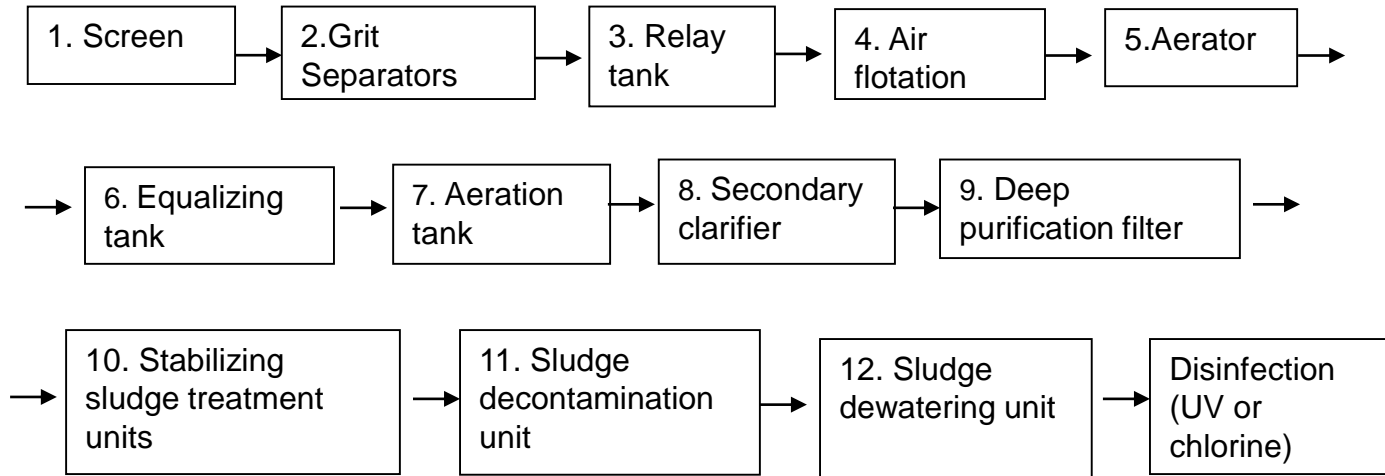 1. Screen
2.Grit
Separators
3. Relay
tank
4. Air
flotation
5.Aerator
6. Equalizing
tank
7. Aeration
tank
8. Secondary
clarifier
9. Deep
purification filter
10. Stabilizing
sludge treatment
units
11. Sludge
decontamination
unit
12. Sludge
dewatering unit
Disinfection
(UV or
chlorine)